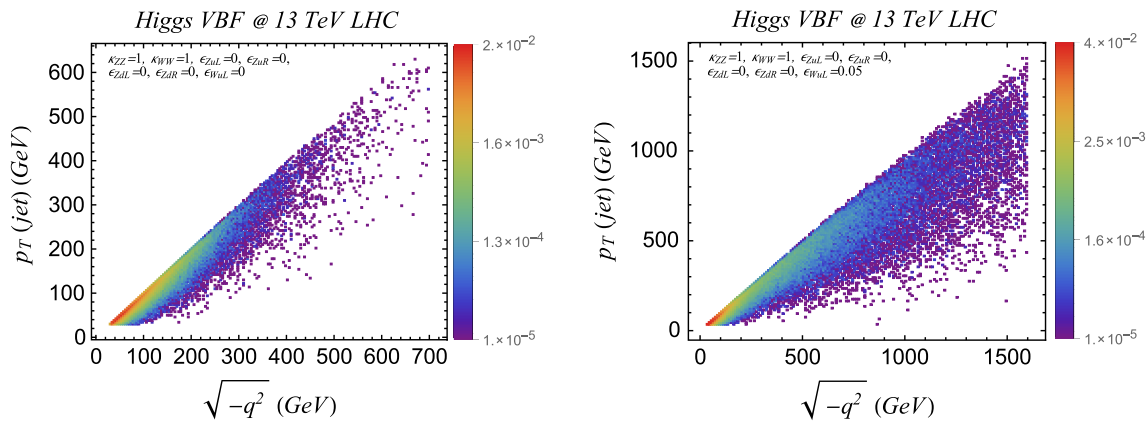 Higgs VBF @ 13 TeV LHC
κZZ=1, κWW=1, ϵZuL=0, ϵZuR=0,
ϵZdL=0, ϵZdR=0, ϵWuL=0
pT (jet) (GeV)
600
500
400
300
200
100
0
0 100 200 300 400 500 600 700
√−q² (GeV)
2.×10⁻²
1.6×10⁻³
1.3×10⁻⁴
1.×10⁻⁵
Higgs VBF @ 13 TeV LHC
κZZ=1, κWW=1, ϵZuL=0, ϵZuR=0,
ϵZdL=0, ϵZdR=0, ϵWuL=0.05
pT (jet) (GeV)
1500
1000
500
0
0 500 1000 1500
√−q² (GeV)
4.×10⁻²
2.5×10⁻³
1.6×10⁻⁴
1.×10⁻⁵